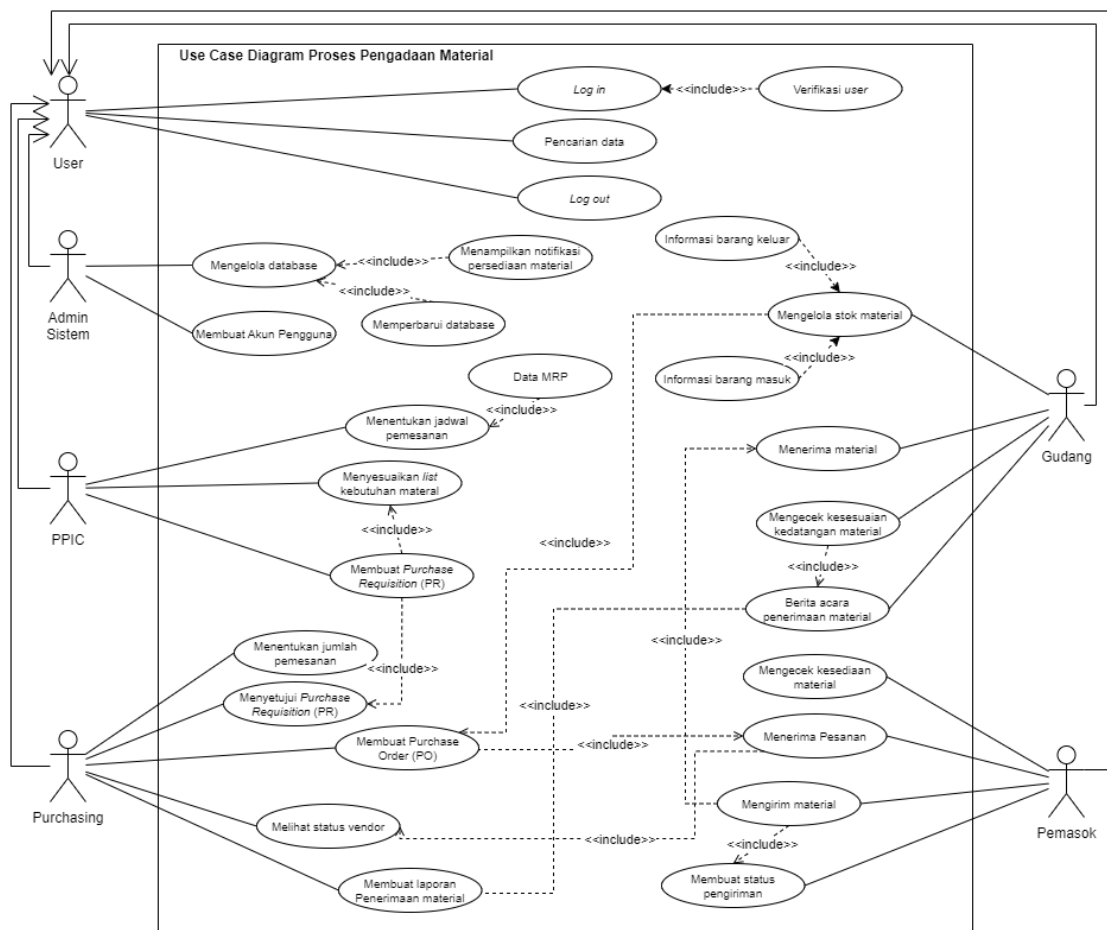 Use Case Diagram Proses Pengadaan Material
Log in
<<include>>
Verifikasi user
Pencarian data
User
Log out
Informasi barang keluar
Menampilkan notifikasi
persediaan material
<<include>>
Mengelola database
<<include>>
<<include>>
Admin
Sistem
Membuat Akun Pengguna
Memperbarui database
Mengelola stok material
<<include>>
Informasi barang masuk
Data MRP
<<include>>
Menentukan jadwal
pemesanan
Menerima material
Gudang
Menyesuaikan list
kebutuhan materal
PPIC
<<include>>
Mengecek kesesuaian
kedatangan material
<<include>>
<<include>>
Membuat Purchase
Requisition (PR)
Berita acara
penerimaan material
<<include>>
Menentukan jumlah
pemesanan
<<include>>
Mengecek kesediaan
material
Menyetujui Purchase
Requisition (PR)
<<include>>
Membuat Purchase
Order (PO)
<<include>>
Menerima Pesanan
Purchasing
Mengirim material
Pemasok
Melihat status vendor
<<include>>
<<include>>
Membuat laporan
Penerimaan material
Membuat status
pengiriman